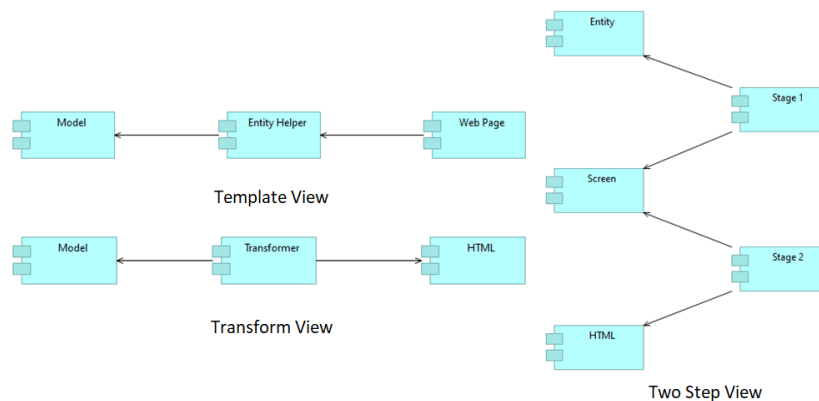 Model
Entity Helper
Web Page
Template View
Model
Transformer
HTML
Transform View
Entity
Stage 1
Screen
Stage 2
HTML
Two Step View